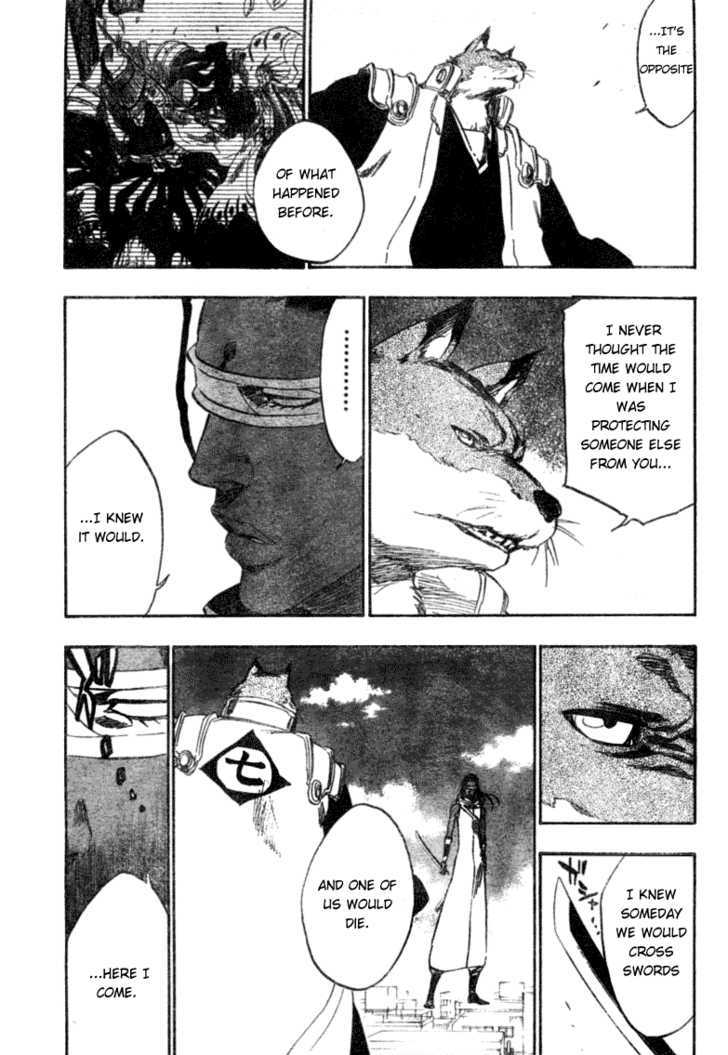 ...IT'S
THE
OPPOSITE
OF WHAT
HAPPENED
BEFORE.
I NEVER
THOUGHT THE
TIME WOULD
COME WHEN I
WAS
PROTECTING
SOMEONE ELSE
FROM YOU...
..........
...I KNEW
IT WOULD.
I KNEW
SOMEDAY
WE WOULD
CROSS
SWORDS
七
AND ONE OF
US WOULD
DIE.
...HERE I
COME.